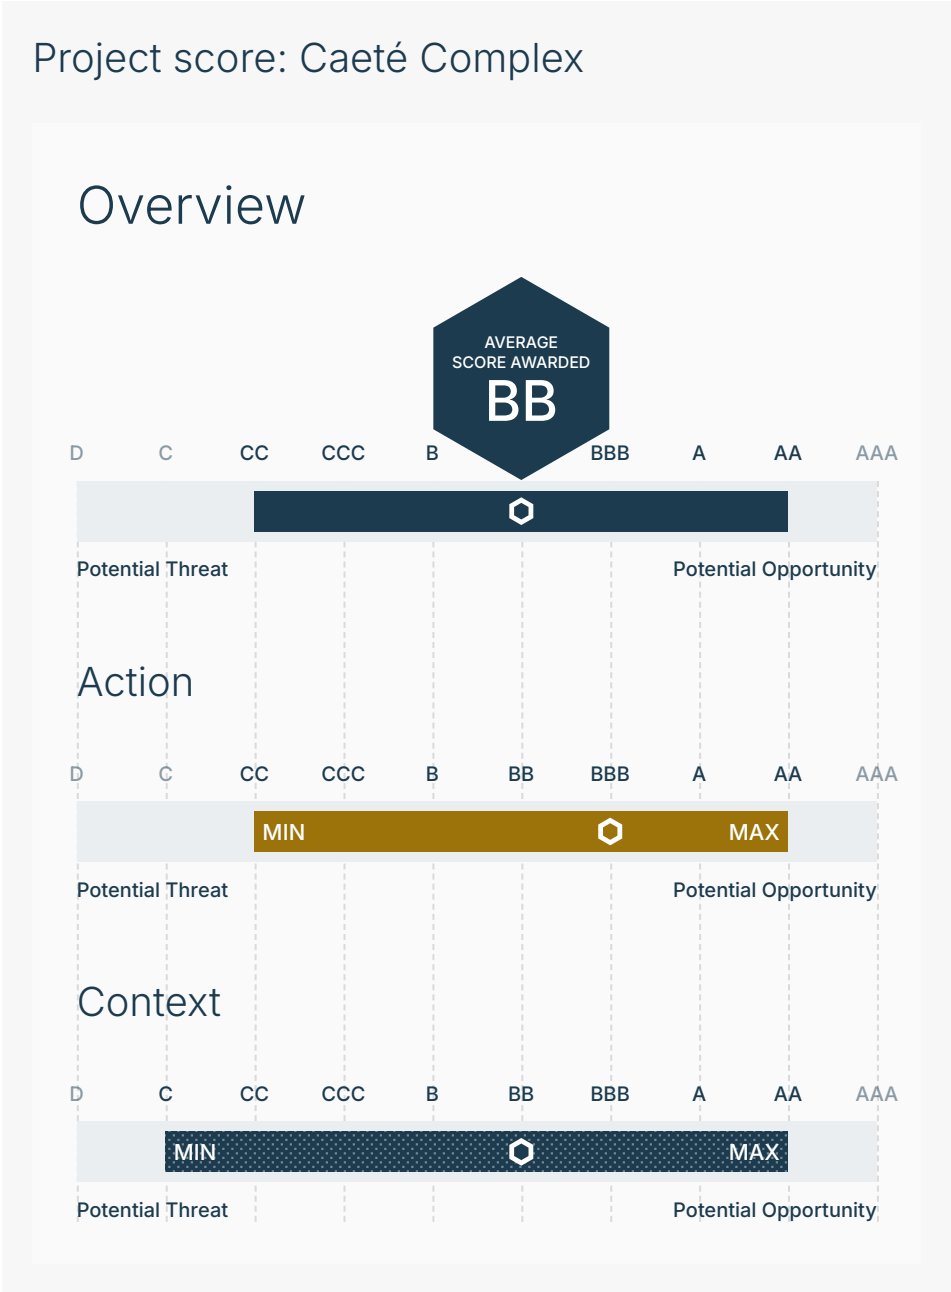 Project score: Caeté Complex
Overview
AVERAGE
SCORE AWARDED
BB
D C CC CCC B BBB A AA AAA
Potential Threat Potential Opportunity
Action
D C CC CCC B BB BBB A AA AAA
MIN MAX
Potential Threat Potential Opportunity
Context
D C CC CCC B BB BBB A AA AAA
MIN MAX
Potential Threat Potential Opportunity